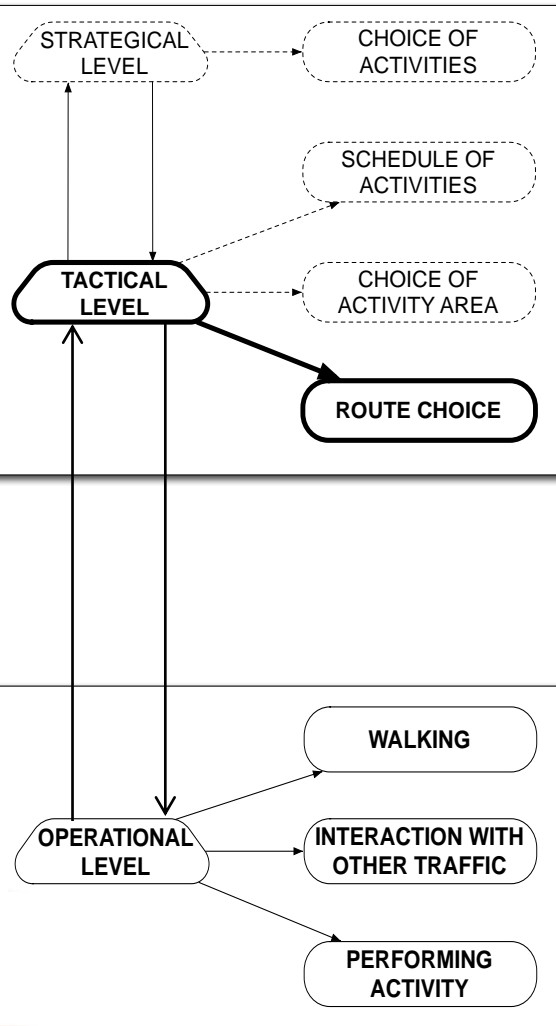 STRATEGICAL
LEVEL
CHOICE OF
ACTIVITIES
SCHEDULE OF
ACTIVITIES
TACTICAL
LEVEL
CHOICE OF
ACTIVITY AREA
ROUTE CHOICE
WALKING
OPERATIONAL
LEVEL
INTERACTION WITH
OTHER TRAFFIC
PERFORMING
ACTIVITY